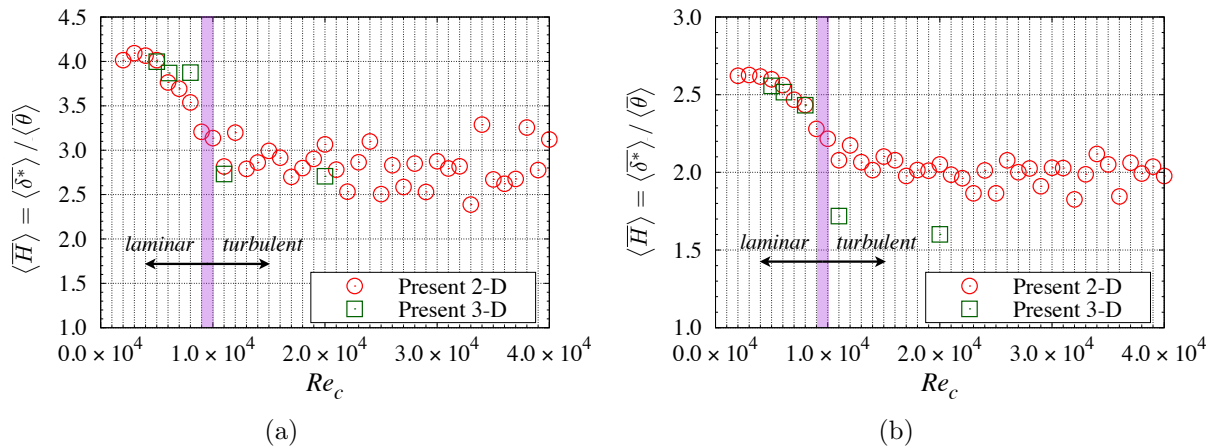 4.5
4.0
3.5
3.0
2.5
2.0
1.5
1.0
⟨H̅⟩ = ⟨δ̅*⟩ / ⟨θ̅⟩
laminar turbulent
Present 2-D
Present 3-D
0.0 × 10⁴ 1.0 × 10⁴ 2.0 × 10⁴ 3.0 × 10⁴ 4.0 × 10⁴
Re_c
(a)
3.0
2.5
2.0
1.5
1.0
⟨H̅⟩ = ⟨δ̅*⟩ / ⟨θ̅⟩
laminar turbulent
Present 2-D
Present 3-D
0.0 × 10⁴ 1.0 × 10⁴ 2.0 × 10⁴ 3.0 × 10⁴ 4.0 × 10⁴
Re_c
(b)